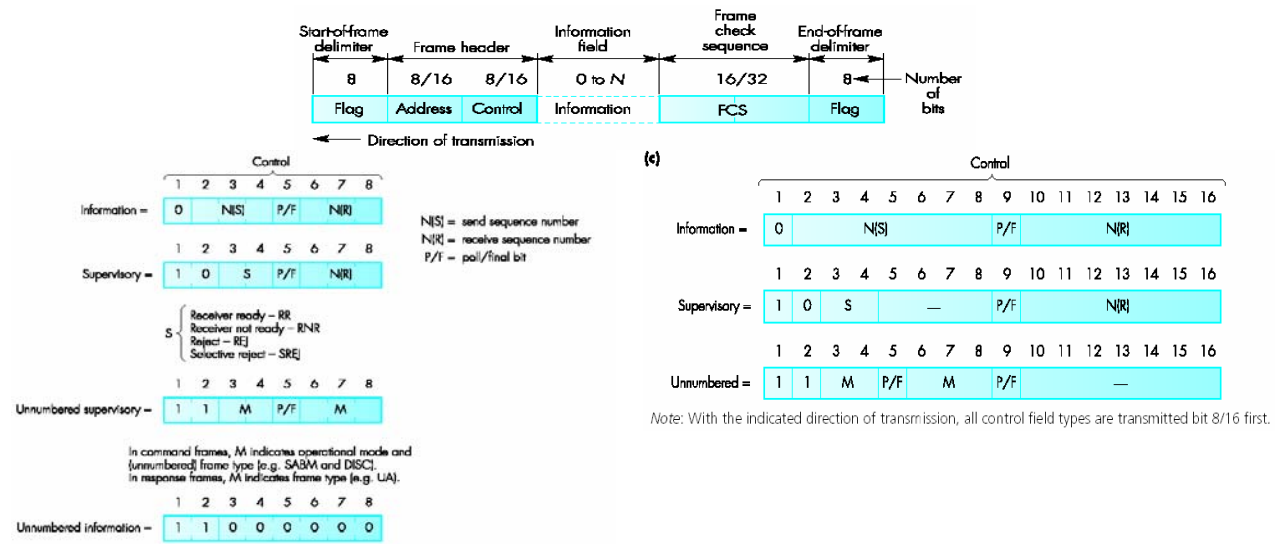 Start-of-frame delimiter
Frame header
Information field
Frame check sequence
End-of-frame delimiter
8 8/16 8/16 0 to N 16/32 8 Number of bits
Flag Address Control Information FCS Flag
Direction of transmission
Control
1 2 3 4 5 6 7 8
Information = 0 N(S) P/F N(R)
1 2 3 4 5 6 7 8
Supervisory = 1 0 S P/F N(R)
N(S) = send sequence number
N(R) = receive sequence number
P/F = poll/final bit
S
Receiver ready – RR
Receiver not ready – RNR
Reject – REJ
Selective reject – SREJ
1 2 3 4 5 6 7 8
Unnumbered supervisory = 1 1 M P/F M
In command frames, M indicates operational mode and
(unnumbered) frame type (e.g. SABM and DISC).
In response frames, M indicates frame type (e.g. UA).
1 2 3 4 5 6 7 8
Unnumbered information = 1 1 0 0 0 0 0 0
(c)
Control
1 2 3 4 5 6 7 8 9 10 11 12 13 14 15 16
Information = 0 N(S) P/F N(R)
1 2 3 4 5 6 7 8 9 10 11 12 13 14 15 16
Supervisory = 1 0 S – P/F N(R)
1 2 3 4 5 6 7 8 9 10 11 12 13 14 15 16
Unnumbered = 1 1 M P/F M P/F –
Note: With the indicated direction of transmission, all control field types are transmitted bit 8/16 first.